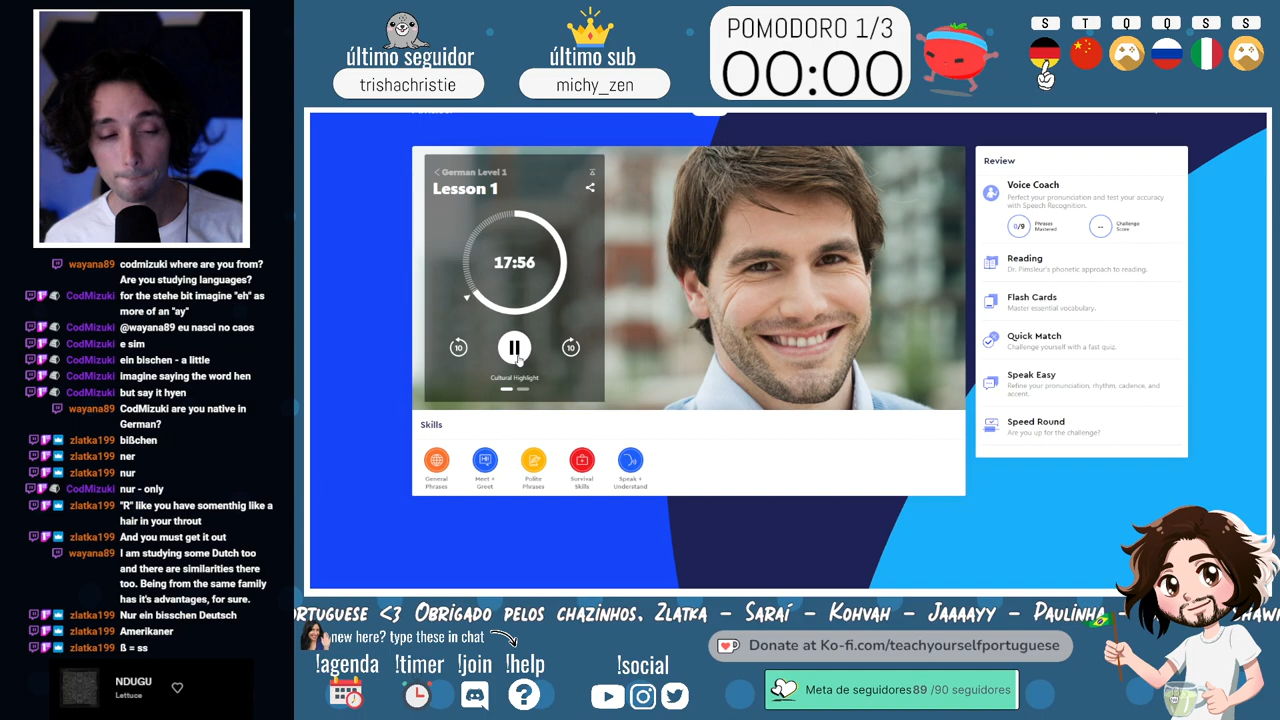 último seguidor
trishachristie
último sub
michy_zen
POMODORO 1/3
00:00
S T Q Q S S
German Level 1
Lesson 1
17:56
10
10
Cultural Highlight
Skills
General Phrases
Meet + Greet
Polite Phrases
Survival Skills
Speak + Understand
Review
Voice Coach
Perfect your pronunciation and test your accuracy
with Speech Recognition.
0/9 Phrases Mastered
-- Challenge Score
Reading
Dr. Pimsleur's phonetic approach to reading.
Flash Cards
Master essential vocabulary.
Quick Match
Challenge yourself with a fast quiz.
Speak Easy
Refine your pronunciation, rhythm, cadence, and
accent.
Speed Round
Are you up for the challenge?
wayana89 codmizuki where are you from?
Are you studying languages?
CodMizuki for the stehe bit imagine "eh" as
more of an "ay"
CodMizuki @wayana89 eu nasci no caos
CodMizuki e sim
CodMizuki ein bischen - a little
CodMizuki imagine saying the word hen
CodMizuki but say it hyen
wayana89 CodMizuki are you native in
German?
zlatka199 bißchen
zlatka199 ner
zlatka199 nur
CodMizuki nur - only
zlatka199 "R" like you have somenthig like a
hair in your throut
zlatka199 And you must get it out
wayana89 I am studying some Dutch too
and there are similarities there
too. Being from the same family
has it's advantages, for sure.
zlatka199 Nur ein bisschen Deutsch
zlatka199 Amerikaner
zlatka199 ß = ss
NDUGU
Lettuce
ORTUGUESE <3 OBRIGADO PELOS CHAZINHOS, ZLATKA - SARAÍ - KOHVAH - JAAAAYY - PAULINHA
new here? type these in chat
!agenda
!timer
!join
!help
!social
Donate at Ko-fi.com/teachyourselfportuguese
Meta de seguidores 89 /90 seguidores